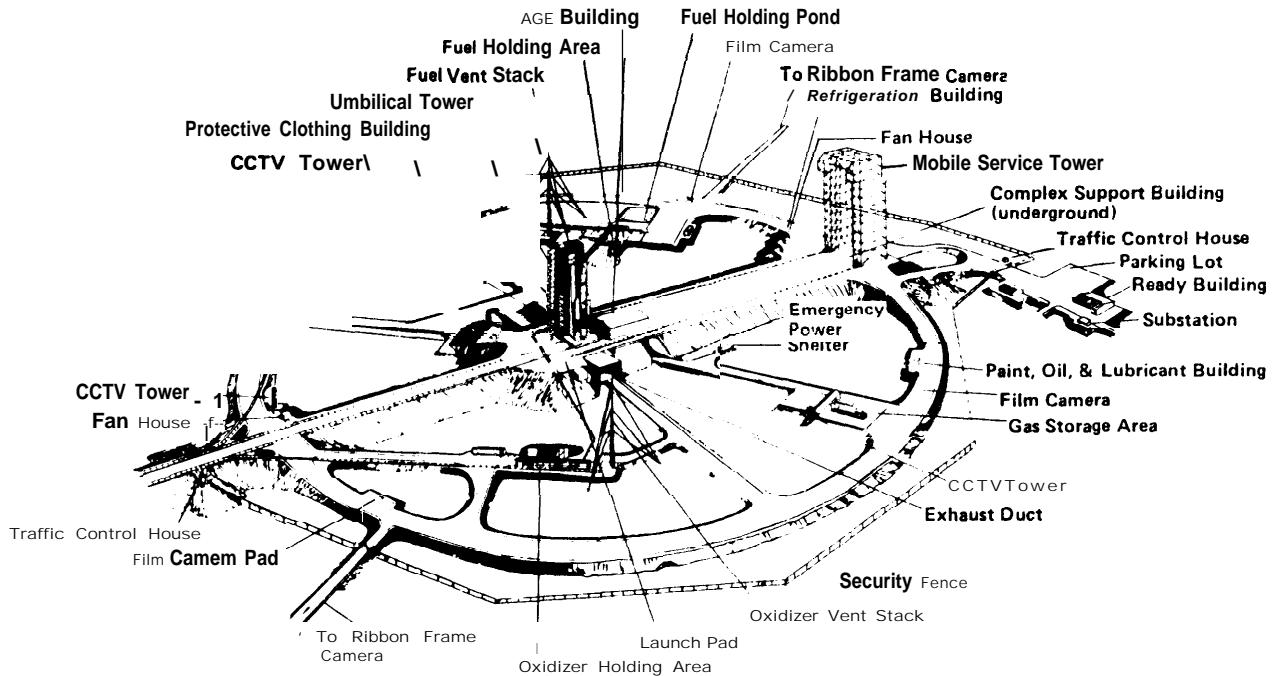 AGE Building
Fuel Holding Pond
Fuel Holding Area
Film Camera
Fuel Vent Stack
To Ribbon Frame Camera
Refrigeration Building
Umbilical Tower
Protective Clothing Building
Fan House
CCTV Tower
Mobile Service Tower
Complex Support Building
(underground)
Traffic Control House
Parking Lot
Ready Building
Emergency
Power
Shelter
Substation
Paint, Oil, & Lubricant Building
CCTV Tower
Film Camera
Fan House
Gas Storage Area
CCTV Tower
Exhaust Duct
Traffic Control House
Film Camem Pad
Security Fence
Oxidizer Vent Stack
To Ribbon Frame
Camera
Launch Pad
Oxidizer Holding Area